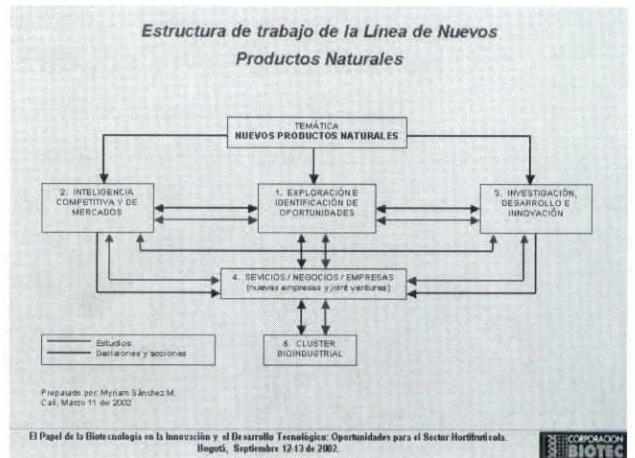 Estructura de trabajo de la Línea de Nuevos
Productos Naturales
TEMÁTICA
NUEVOS PRODUCTOS NATURALES
2. INTELIGENCIA
COMPETITIVA Y DE
MERCADOS
1. EXPLORACIÓN E
IDENTIFICACIÓN DE
OPORTUNIDADES
3. INVESTIGACIÓN,
DESARROLLO E
INNOVACIÓN
4. SEVICIOS / NEGOCIOS / EMPRESAS
(nuevas empresas y joint ventures)
5. CLUSTER
BIOINDUSTRIAL
Estudios
Decisiones y acciones
Preparado por: Myriam Sánchez M.
Cali, Marzo 11 de 2002
El Papel de la Biotecnología en la Innovación y el Desarrollo Tecnológico: Oportunidades para el Sector Hortifrutícola.
Bogotá, Septiembre 12-13 de 2002.
CORPORACION
BIOTEC